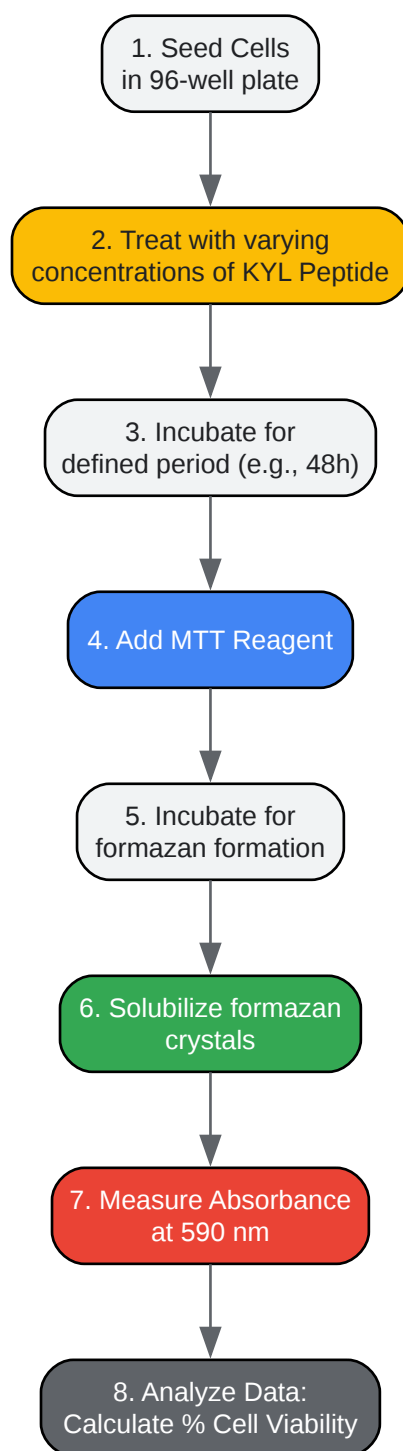 1. Seed Cells
in 96-well plate
2. Treat with varying
concentrations of KYL Peptide
3. Incubate for
defined period (e.g., 48h)
4. Add MTT Reagent
5. Incubate for
formazan formation
6. Solubilize formazan
crystals
7. Measure Absorbance
at 590 nm
8. Analyze Data:
Calculate % Cell Viability